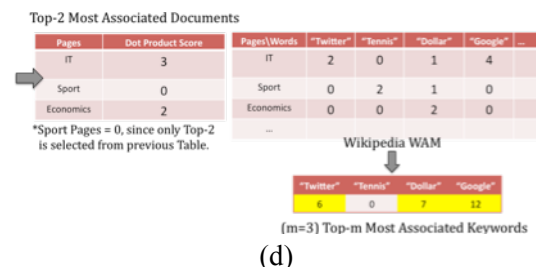 Top-2 Most Associated Documents
Pages Dot Product Score
IT 3
Sport 0
Economics 2
*Sport Pages = 0, since only Top-2
is selected from previous Table.
Pages\Words "Twitter" "Tennis" "Dollar" "Google" ...
IT 2 0 1 4
Sport 0 2 1 0
Economics 0 0 2 0
...
Wikipedia WAM
"Twitter" "Tennis" "Dollar" "Google"
6 0 7 12
(m=3) Top-m Most Associated Keywords
(d)